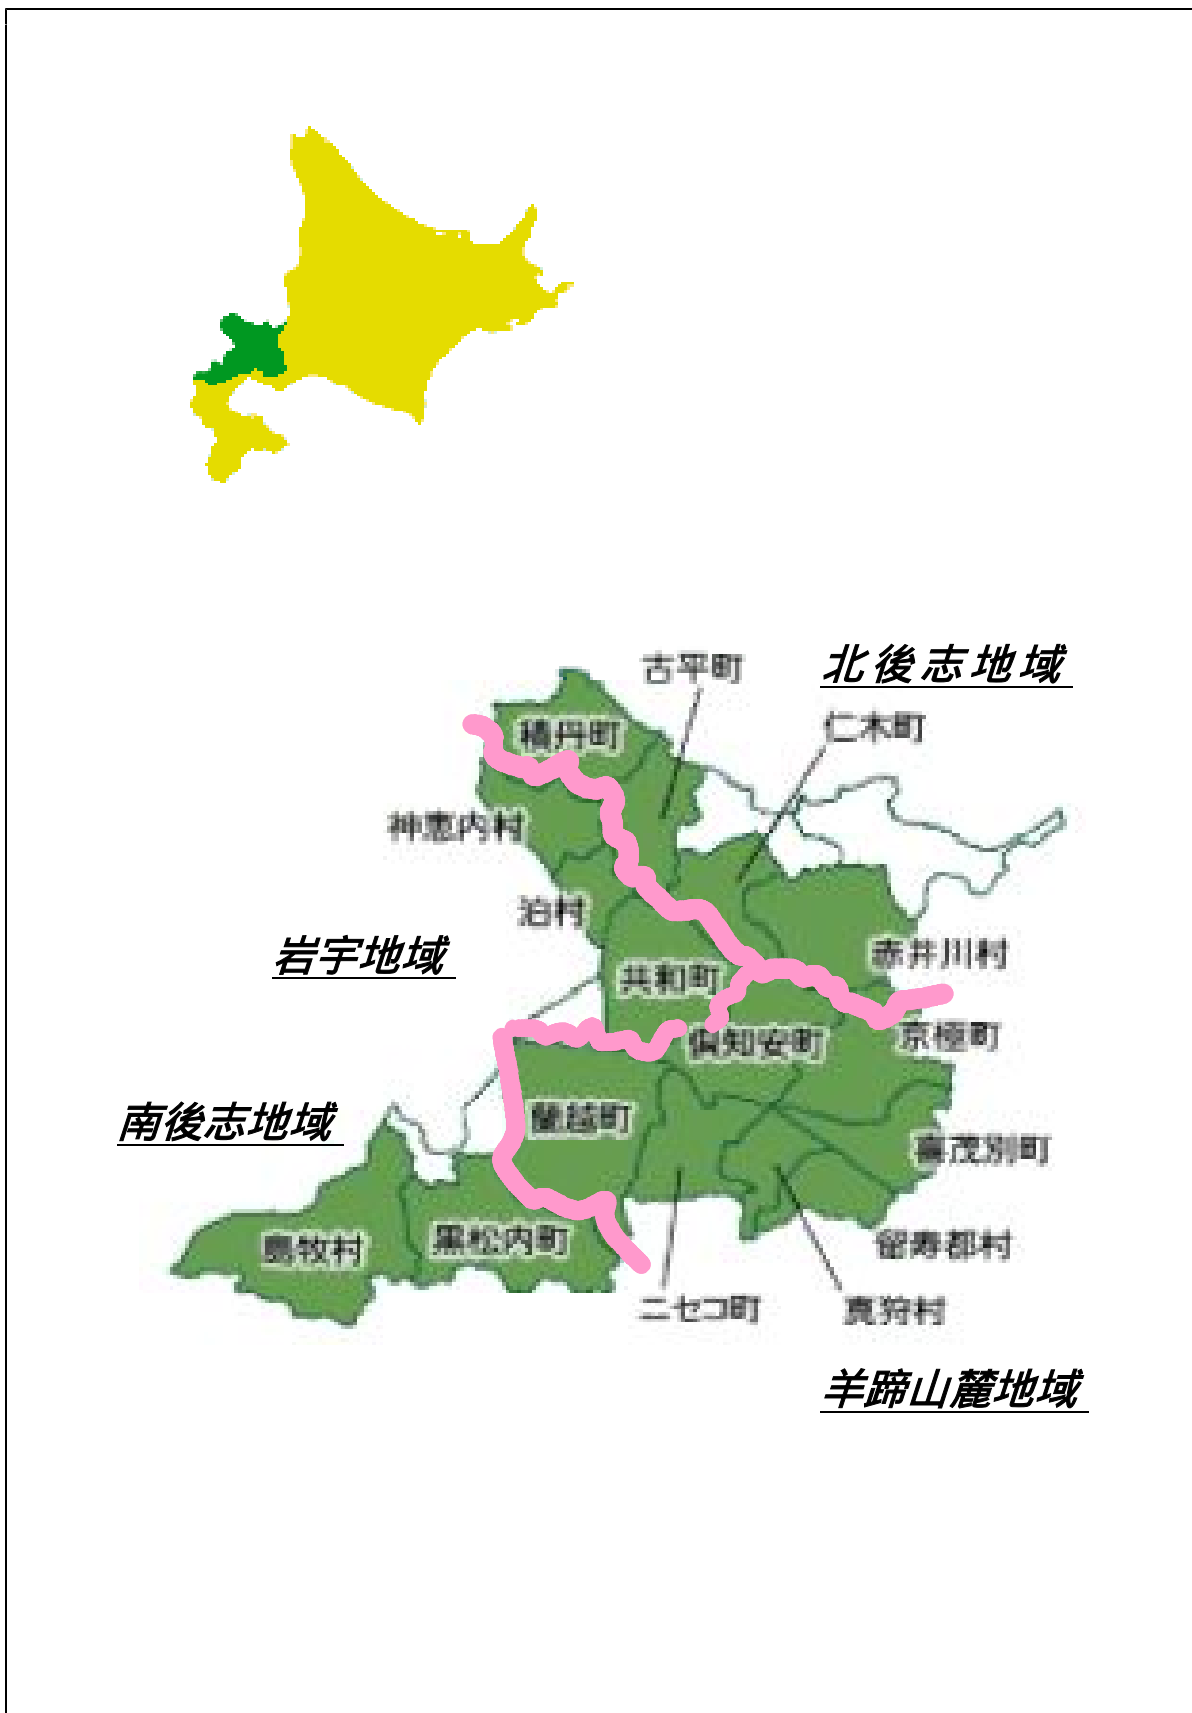 古平町
北後志地域
仁木町
積丹町
神恵内村
泊村
赤井川村
岩宇地域
共和町
京極町
倶知安町
南後志地域
蘭越町
喜茂別町
島牧村
黒松内町
留寿都村
ニセコ町
真狩村
羊蹄山麓地域